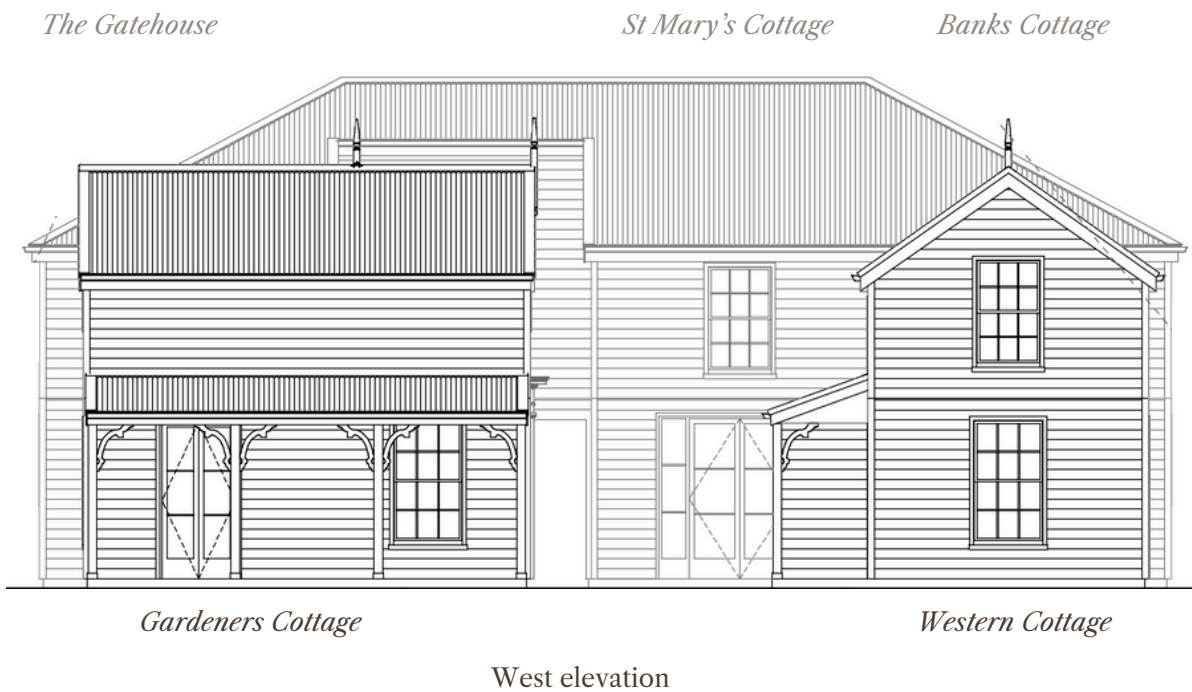 The Gatehouse St Mary’s Cottage Banks Cottage
Gardeners Cottage Western Cottage
West elevation